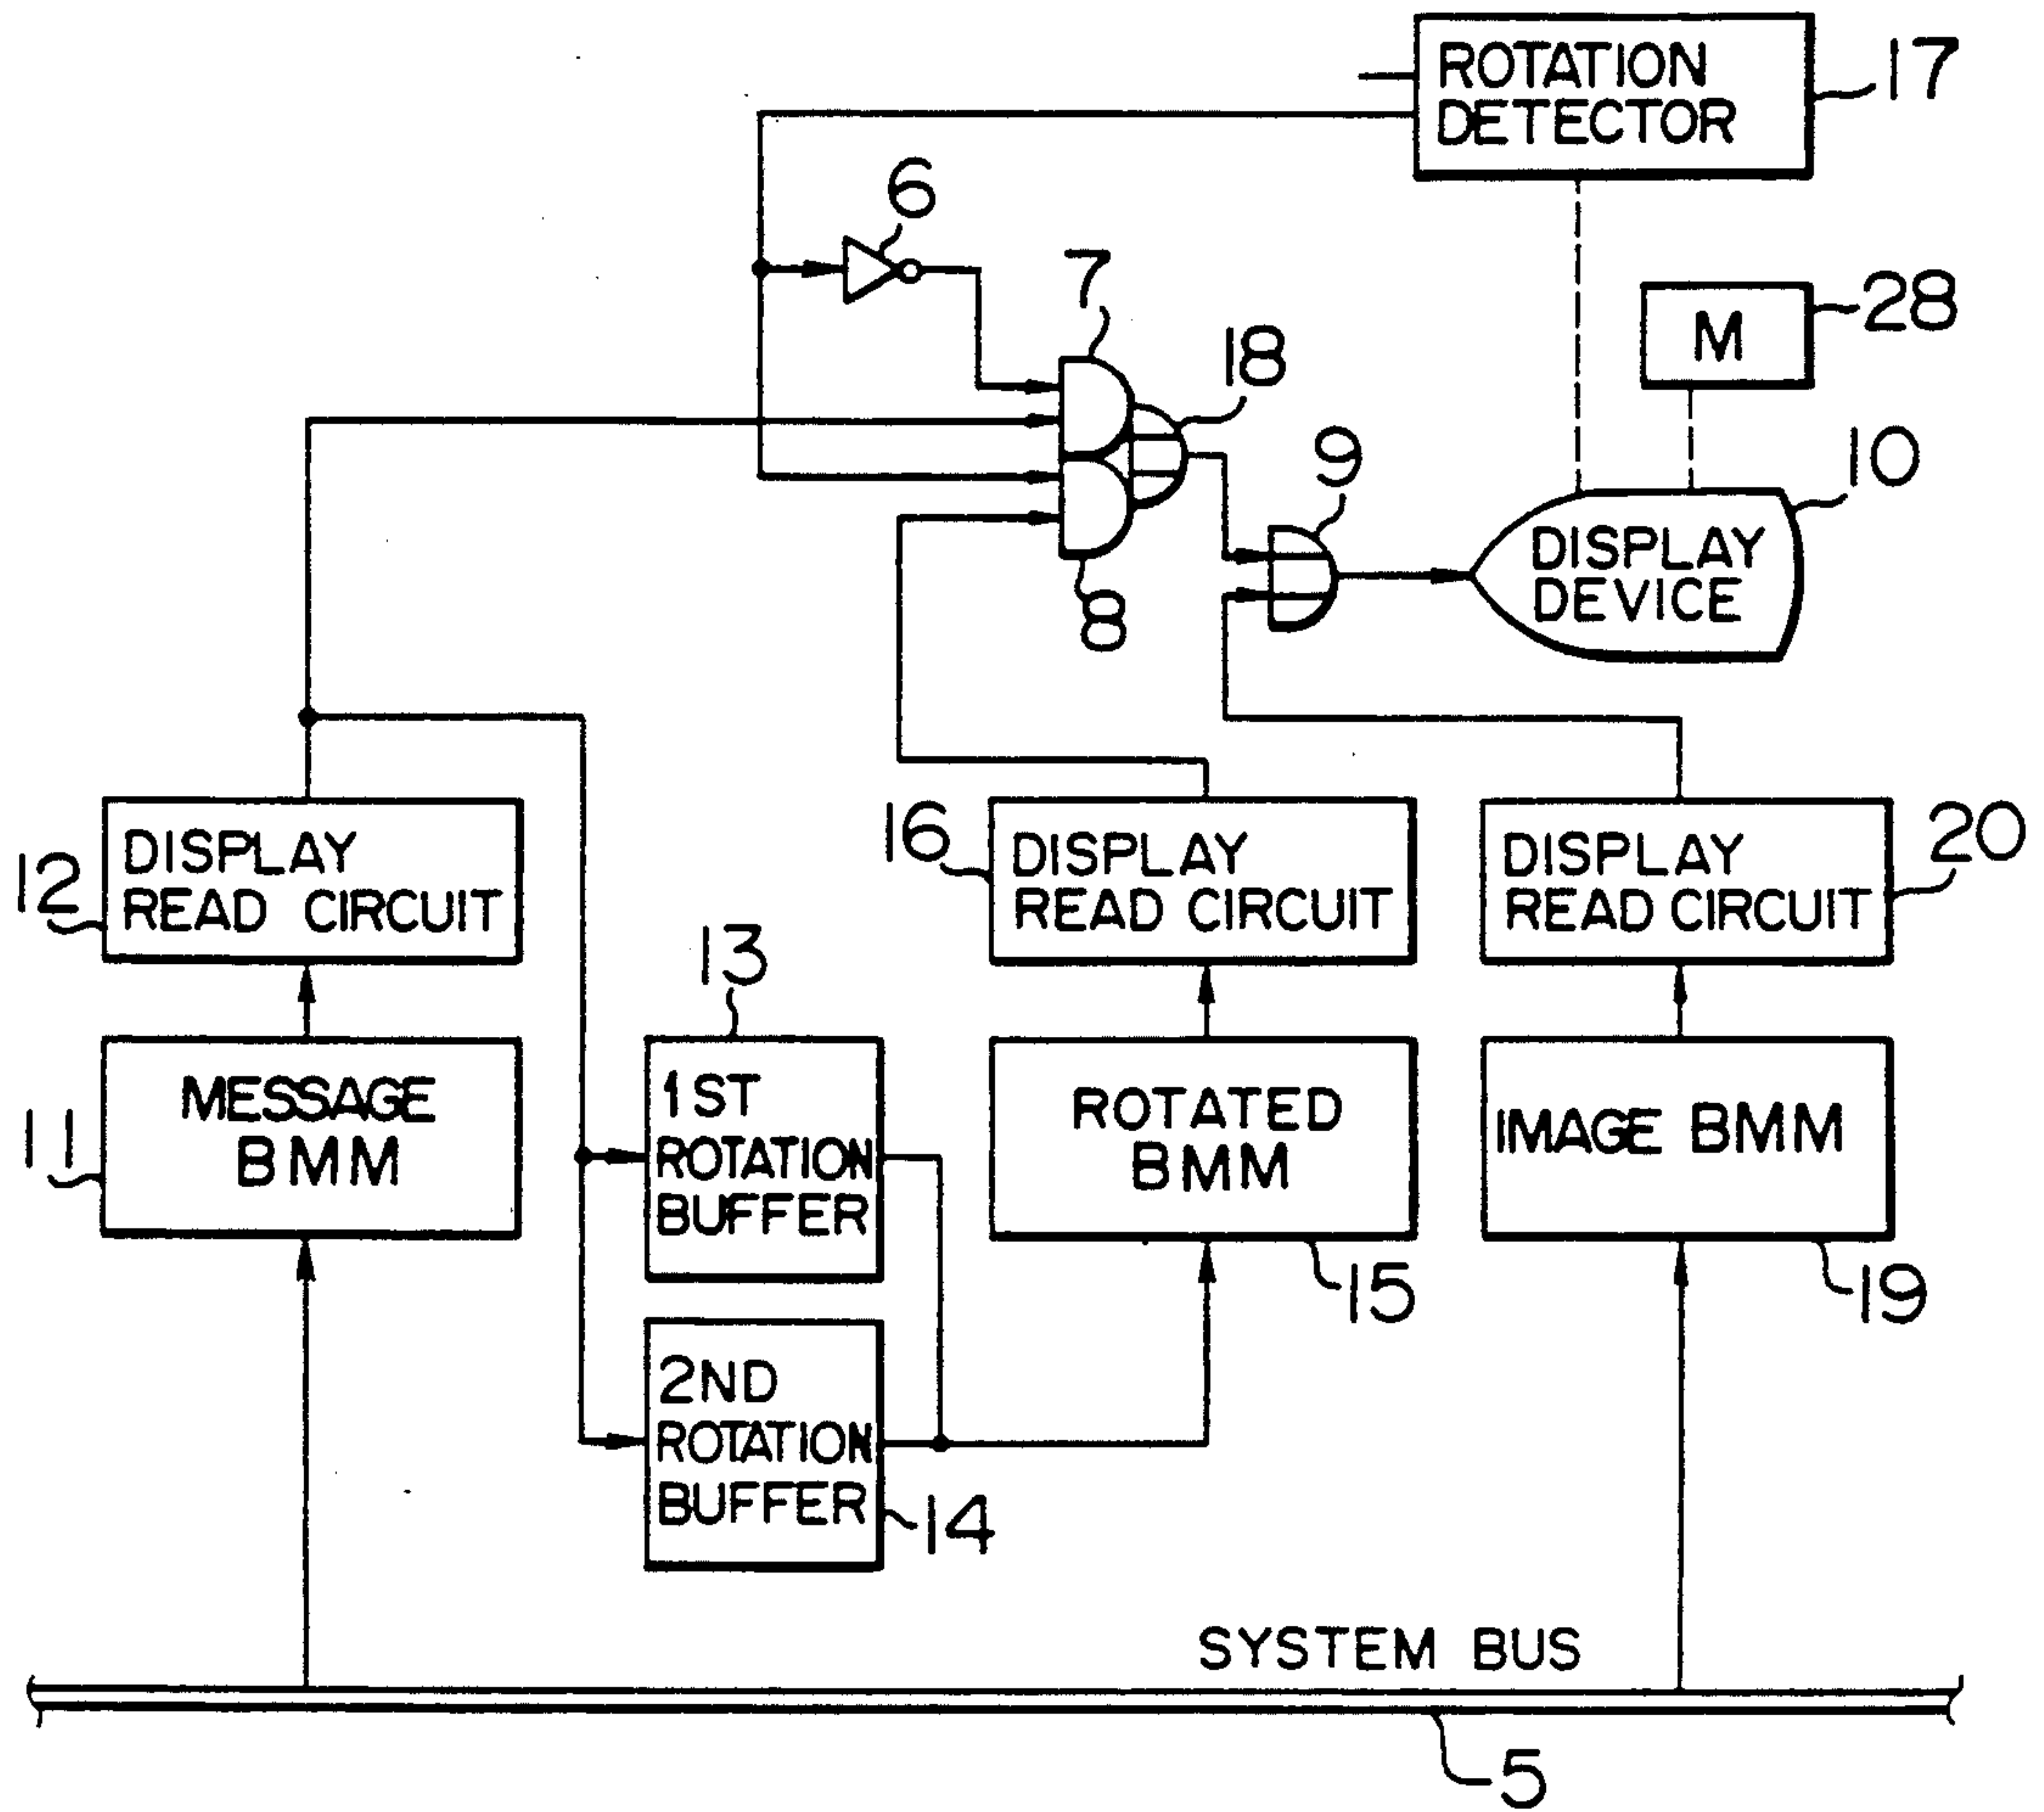 ROTATION
DETECTOR
17
6
7
18
M
28
9
10
DISPLAY
DEVICE
8
12
DISPLAY
READ CIRCUIT
16
DISPLAY
READ CIRCUIT
DISPLAY
READ CIRCUIT
20
11
MESSAGE
BMM
13
1ST
ROTATION
BUFFER
ROTATED
BMM
15
IMAGE BMM
19
2ND
ROTATION
BUFFER
14
SYSTEM BUS
5